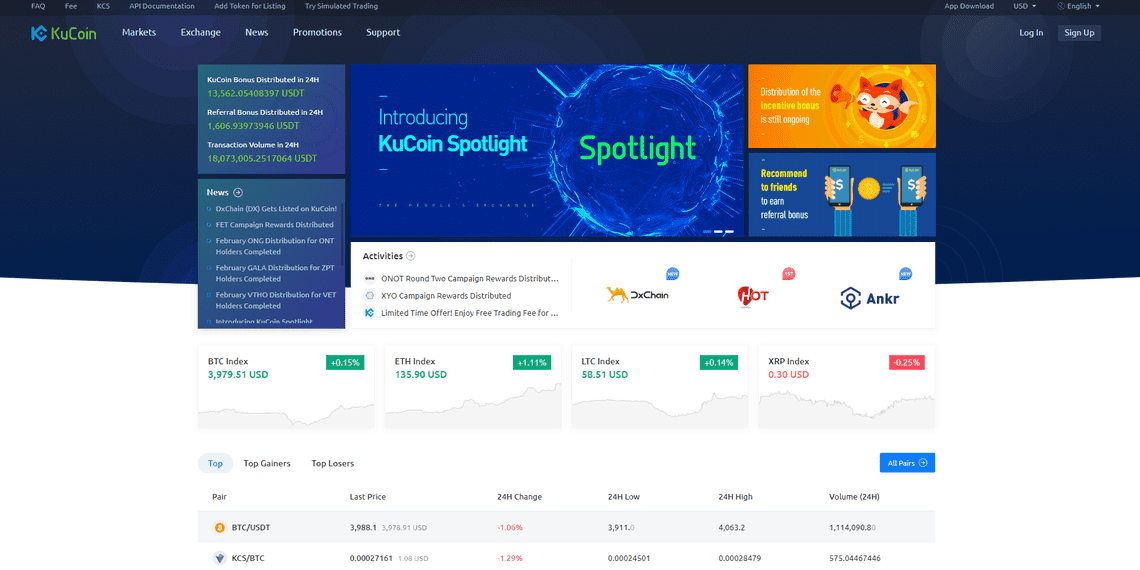 FAQ Fee KCS API Documentation Add Token for Listing Try Simulated Trading App Download USD English
KuCoin Markets Exchange News Promotions Support Log In Sign Up
KuCoin Bonus Distributed in 24H
13,562.05408397 USDT
Referral Bonus Distributed in 24H
1,606.93973946 USDT
Transaction Volume in 24H
18,073,005.2517064 USDT
News
DxChain (DX) Gets Listed on KuCoin!
FET Campaign Rewards Distributed
February ONG Distribution for ONT
Holders Completed
February GALA Distribution for ZPT
Holders Completed
February VTHO Distribution for VET
Holders Completed
Introducing KuCoin Spotlight
Introducing
KuCoin Spotlight
THE PEOPLE'S EXCHANGE
Spotlight
Distribution of the
incentive bonus
is still ongoing
Recommend
to friends
to earn
referral bonus
Activities
ONOT Round Two Campaign Rewards Distribut...
XYO Campaign Rewards Distributed
Limited Time Offer! Enjoy Free Trading Fee for ...
NEW
DxChain
1ST
HOT
NEW
Ankr
BTC Index +0.15%
3,979.51 USD
ETH Index +1.11%
135.90 USD
LTC Index +0.14%
58.51 USD
XRP Index -0.25%
0.30 USD
Top Top Gainers Top Losers All Pairs
Pair Last Price 24H Change 24H Low 24H High Volume (24H)
BTC/USDT 3,988.1 3,978.91 USD -1.06% 3,911.0 4,063.2 1,114,090.80
KCS/BTC 0.00027161 1.08 USD -1.29% 0.00024501 0.00028479 575.04467446